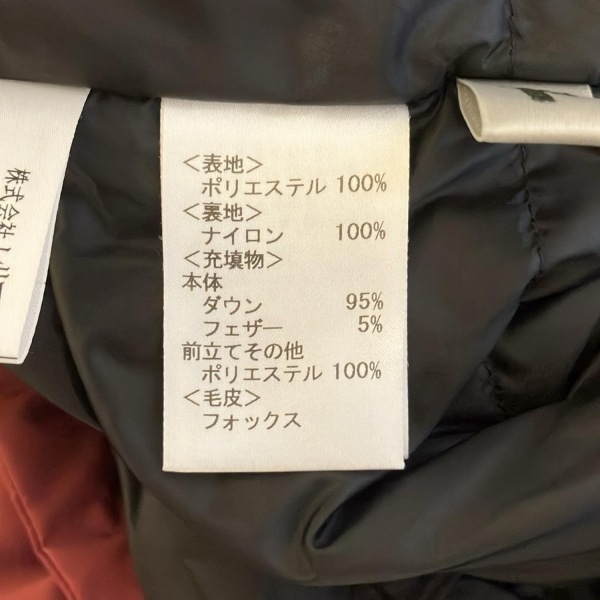 <表地>
ポリエステル 100%
<裏地>
ナイロン 100%
<充填物>
本体
ダウン 95%
フェザー 5%
前立てその他
ポリエステル 100%
<毛皮>
フォックス
株式会社